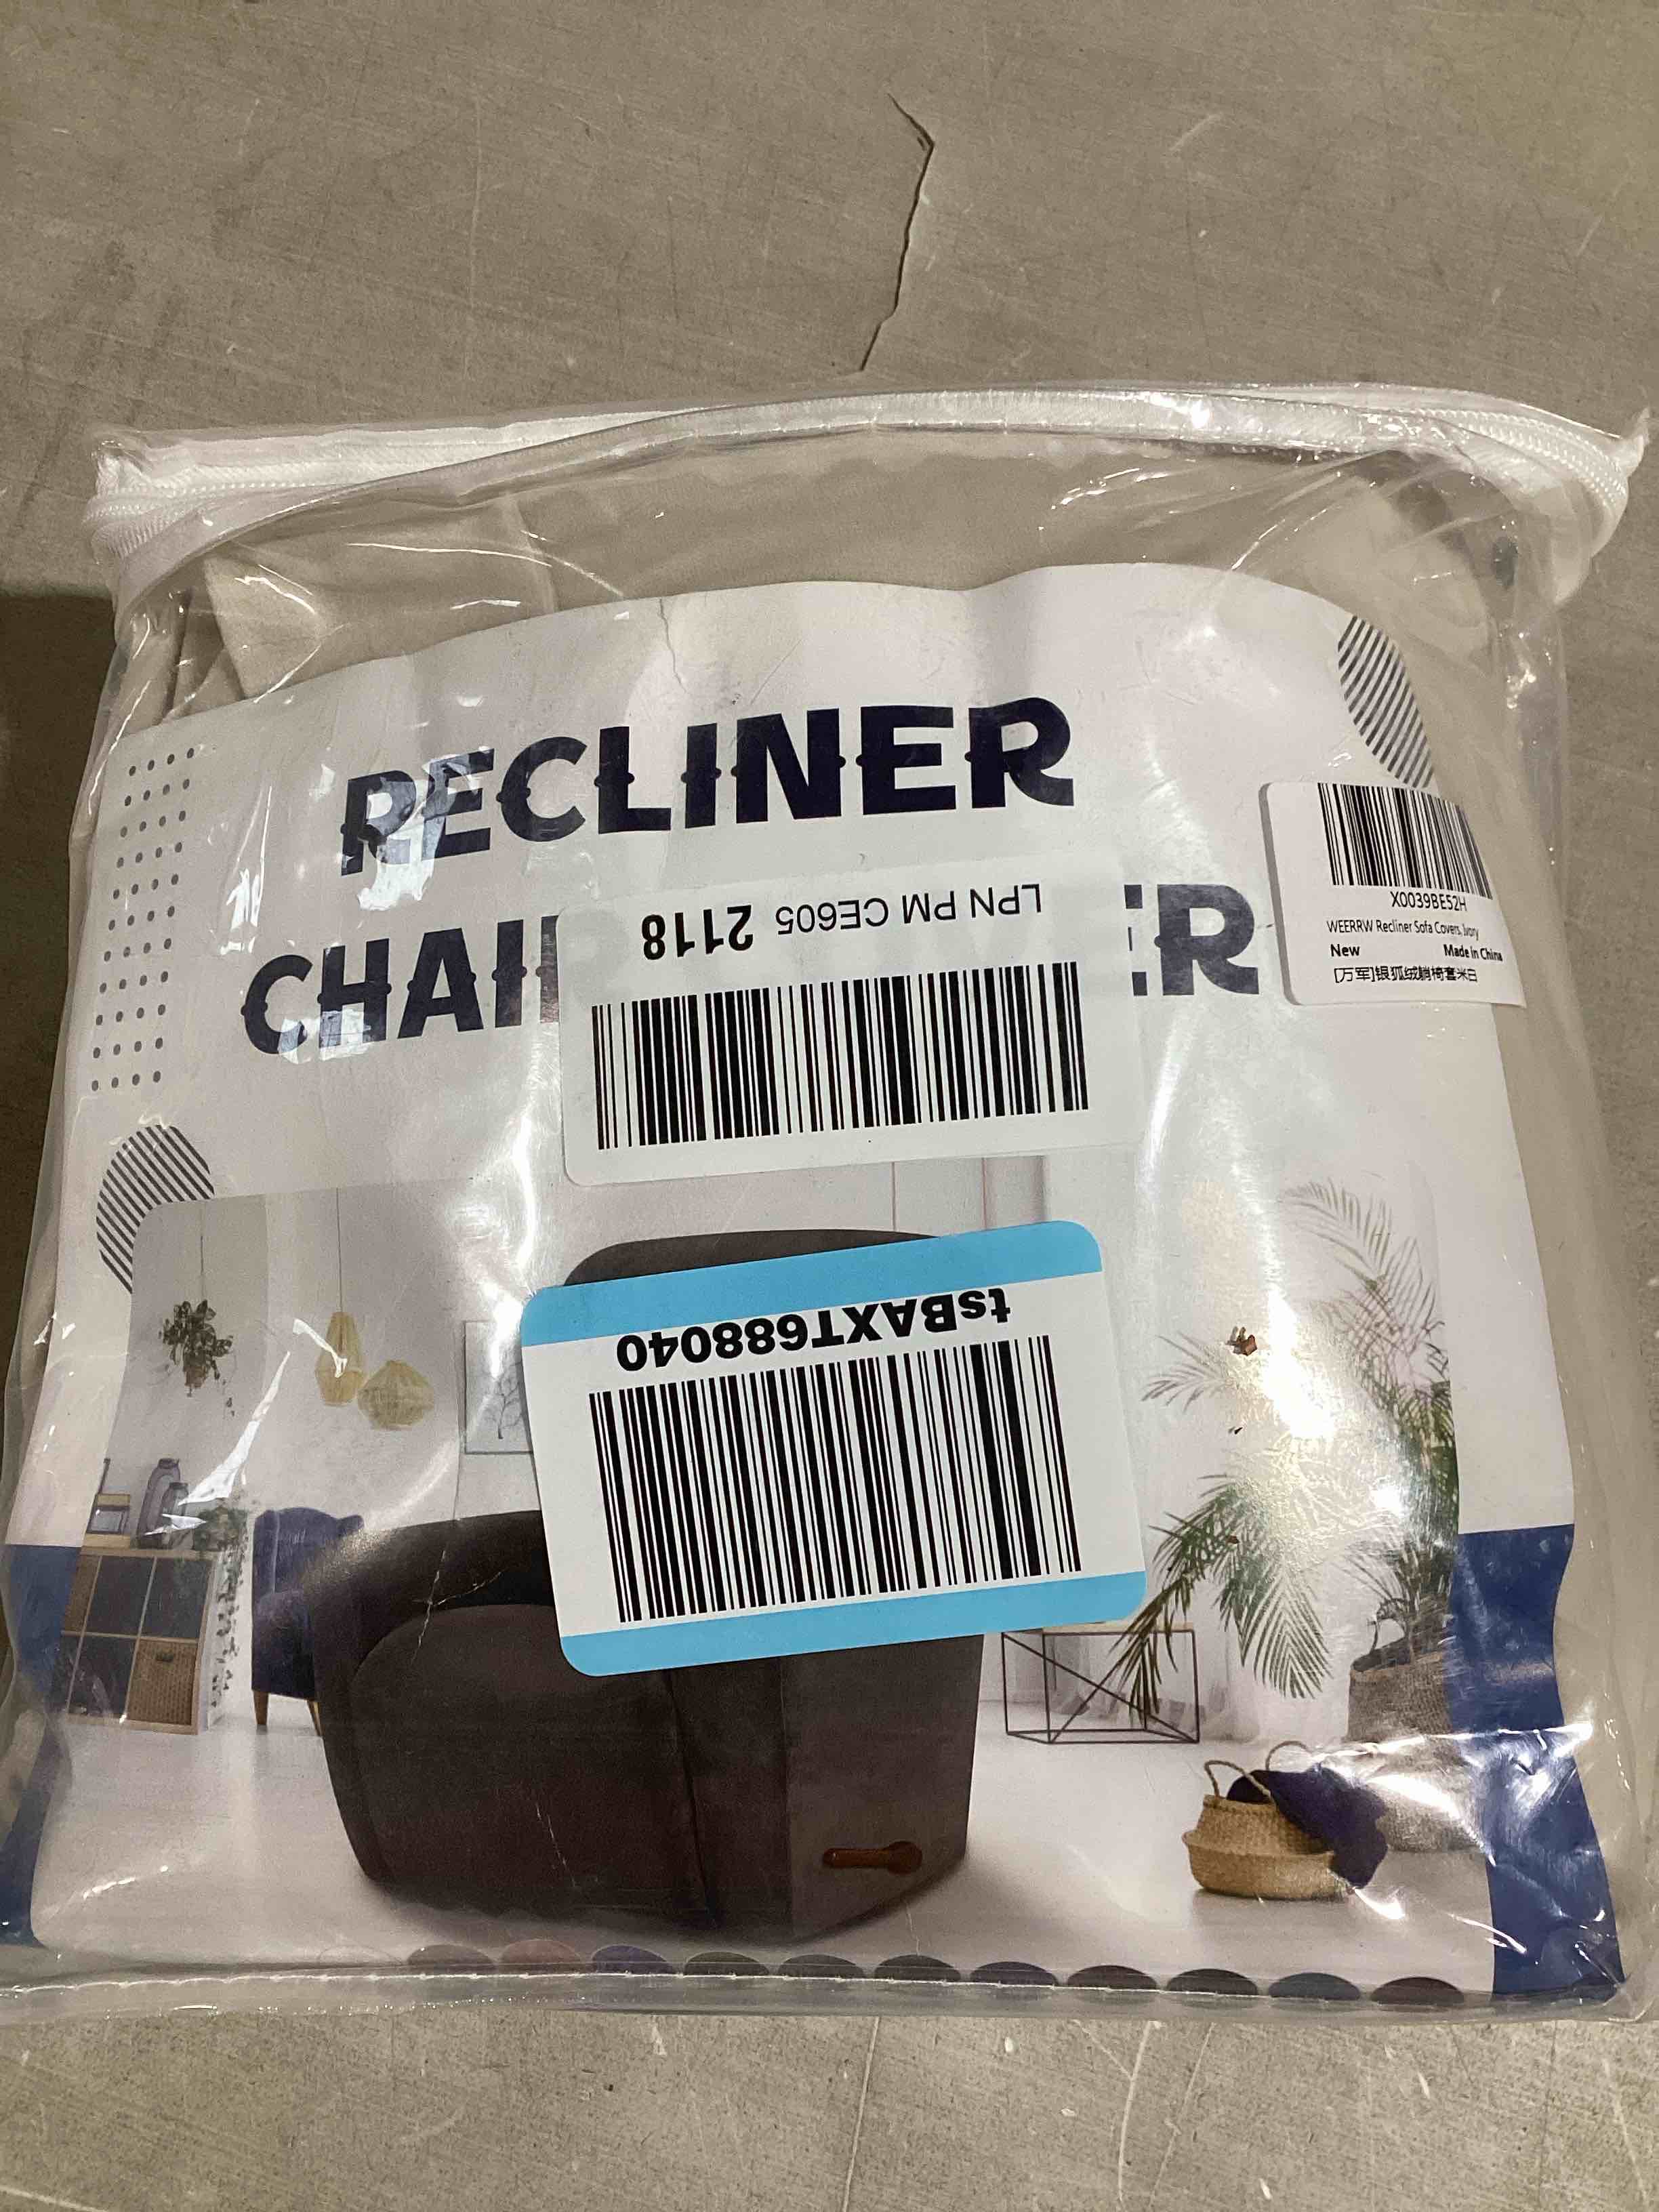 RECLINER
CHAI ER
X0039BE52H
WEERRW Recliner Sofa Covers, Ivory
New Made in China
[万军]银狐绒躺椅套米白
LPN PM CE605 2118
tsBAXT688040